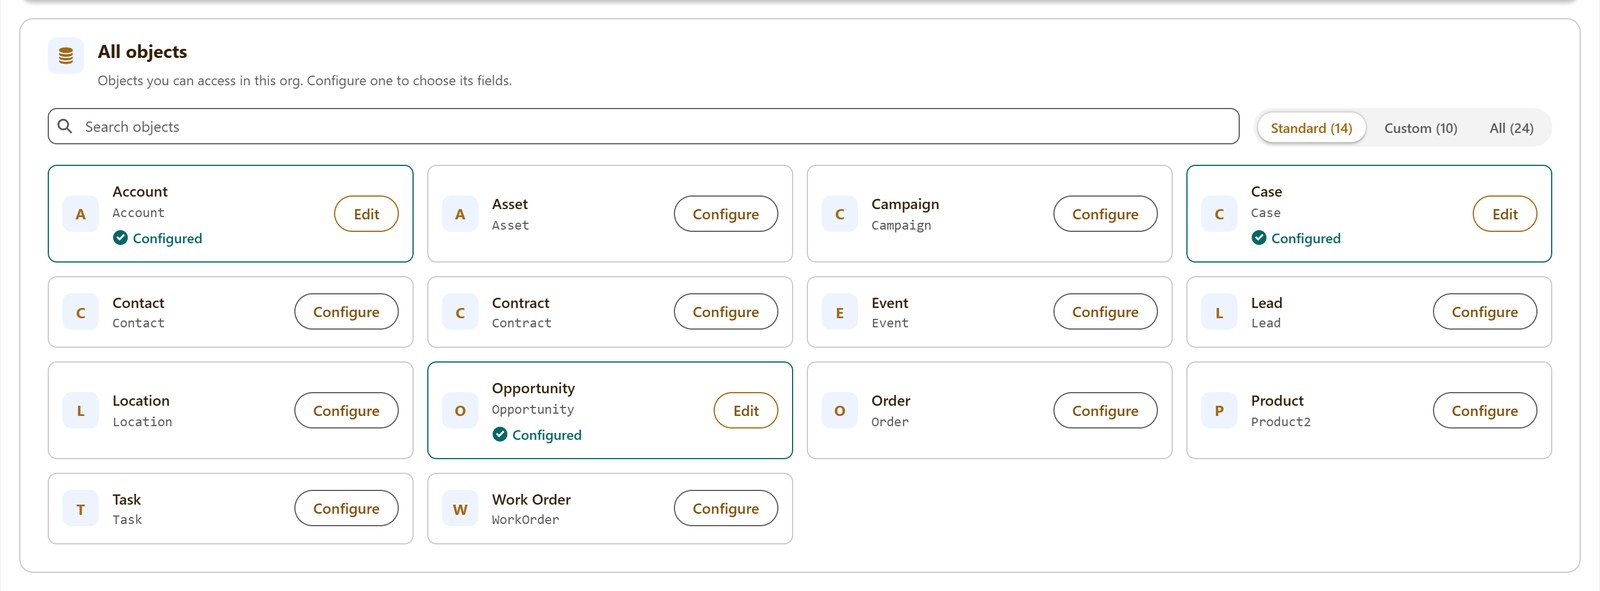 All objects
Objects you can access in this org. Configure one to choose its fields.
Search objects
Standard (14)
Custom (10)
All (24)
A
Account
Account
Configured
Edit
A
Asset
Asset
Configure
C
Campaign
Campaign
Configure
C
Case
Case
Configured
Edit
C
Contact
Contact
Configure
C
Contract
Contract
Configure
E
Event
Event
Configure
L
Lead
Lead
Configure
L
Location
Location
Configure
O
Opportunity
Opportunity
Configured
Edit
O
Order
Order
Configure
P
Product
Product2
Configure
T
Task
Task
Configure
W
Work Order
WorkOrder
Configure